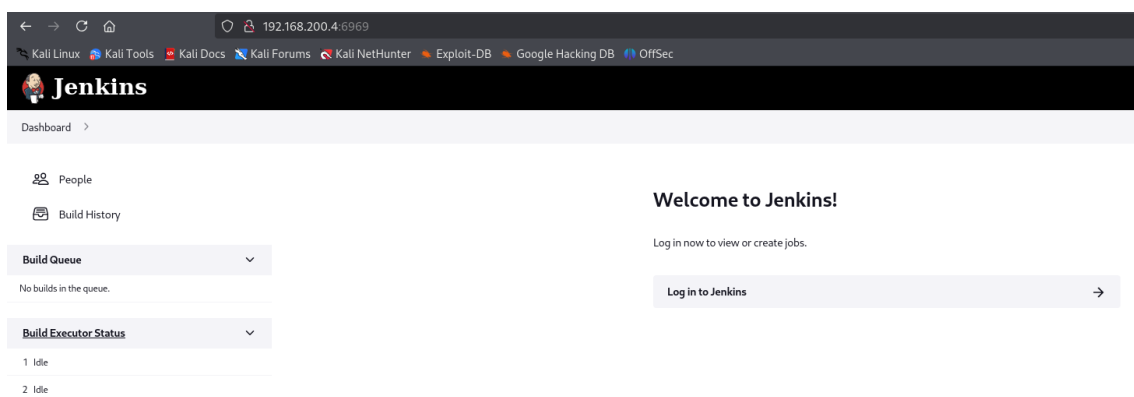 192.168.200.4:6969
Kali Linux Kali Tools Kali Docs Kali Forums Kali NetHunter Exploit-DB Google Hacking DB OffSec
Jenkins
Dashboard >
People
Build History
Build Queue
No builds in the queue.
Build Executor Status
1 Idle
2 Idle
Welcome to Jenkins!
Log in now to view or create jobs.
Log in to Jenkins